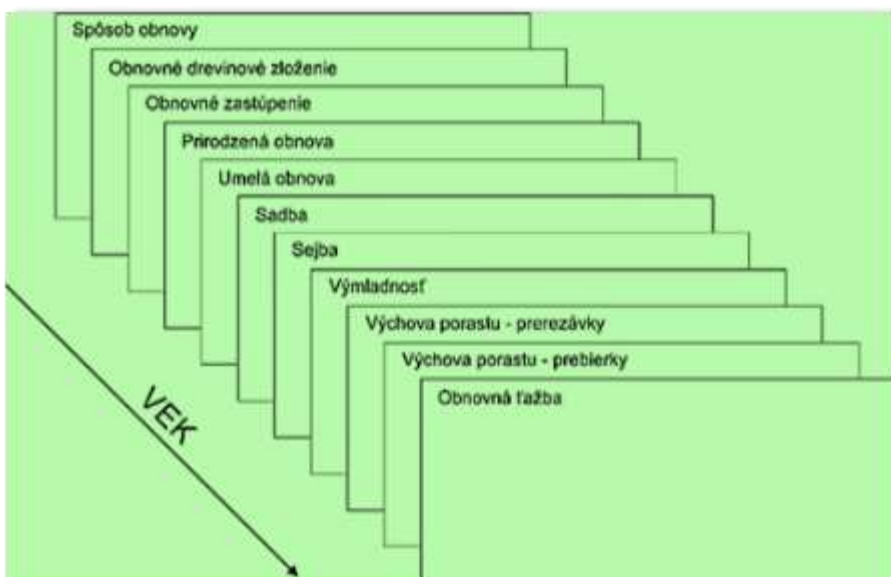 Spôsob obnovy
Obnovné drevinové zloženie
Obnovné zastúpenie
Prirodzená obnova
Umelá obnova
Sadba
Sejba
Výmladnosť
Výchova porastu - prerezávky
Výchova porastu - prebierky
Obnovná ťažba
VEK